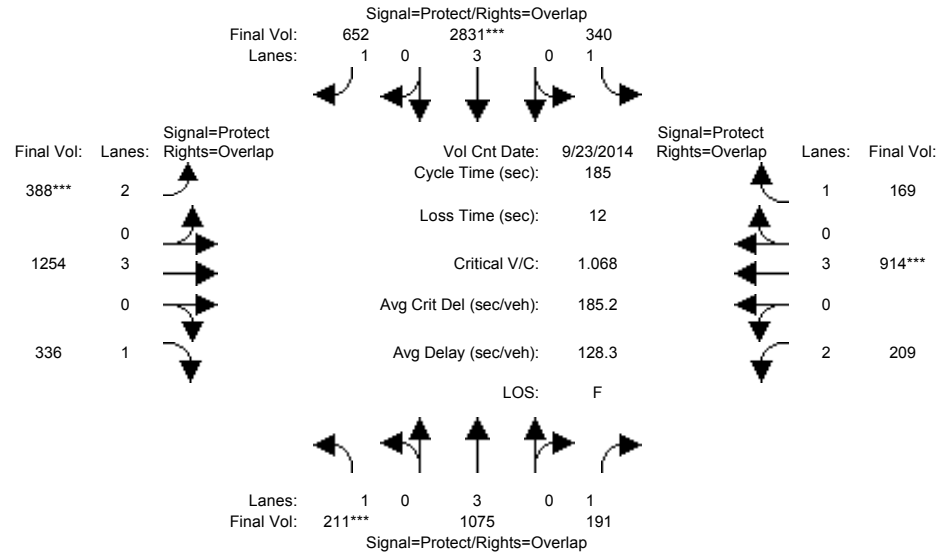 Signal=Protect/Rights=Overlap
Final Vol: 652 2831*** 340
Lanes: 1 0 3 0 1
Signal=Protect Signal=Protect
Final Vol: Lanes: Rights=Overlap Vol Cnt Date: 9/23/2014 Rights=Overlap Lanes: Final Vol:
Cycle Time (sec): 185
388*** 2 1 169
Loss Time (sec): 12
0 0
1254 3 Critical V/C: 1.068 3 914***
0 Avg Crit Del (sec/veh): 185.2 0
336 1 Avg Delay (sec/veh): 128.3 2 209
LOS: F
Lanes: 1 0 3 0 1
Final Vol: 211*** 1075 191
Signal=Protect/Rights=Overlap